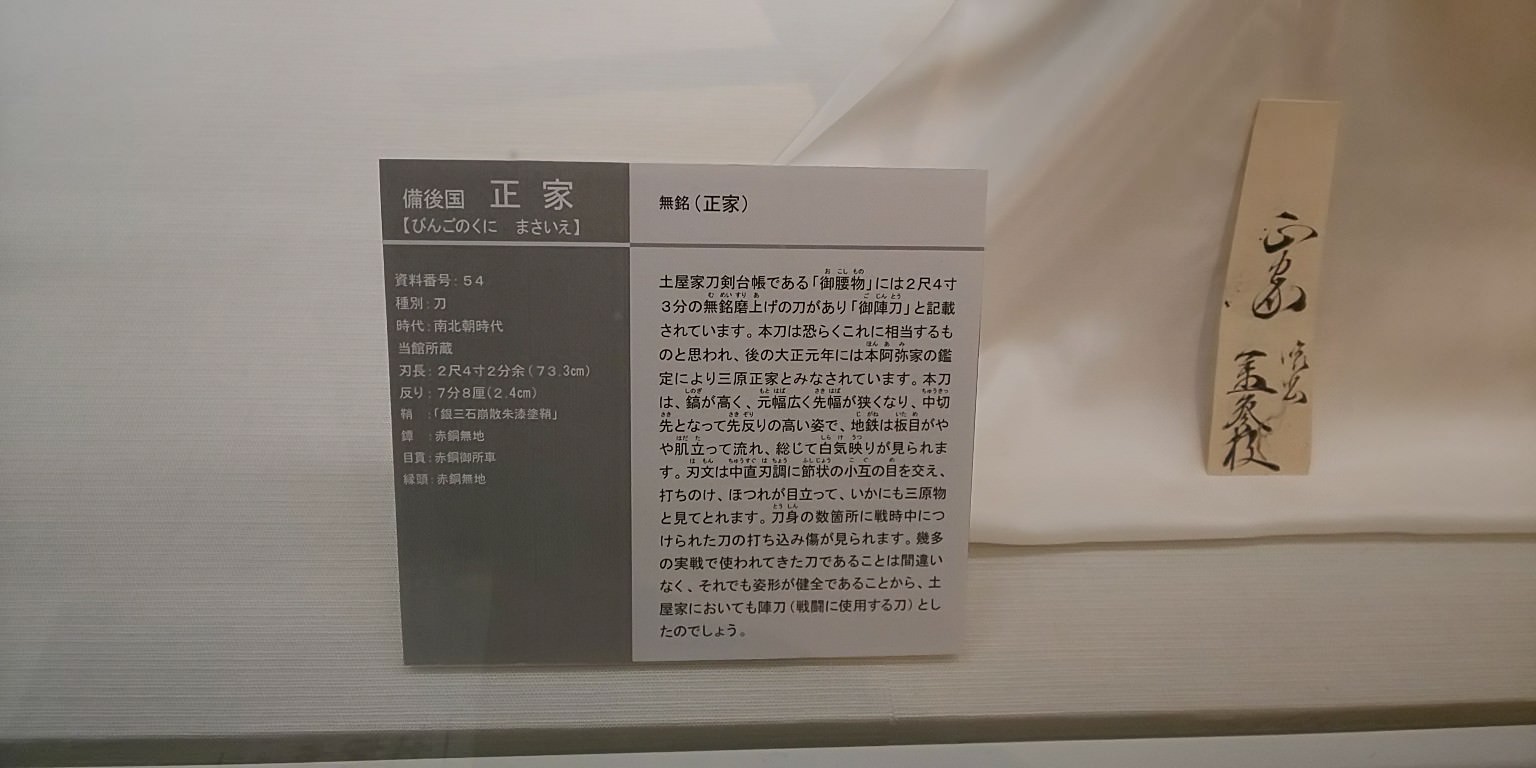 備後国 正家
【びんごのくに まさいえ】
資料番号：５４
種別：刀
時代：南北朝時代
当館所蔵
刃長：２尺４寸２分余（７３.３㎝）
反り：７分８厘（２.４㎝）
鞘　：「銀三石崩散朱漆塗鞘」
鐔　：赤銅無地
目貫：赤銅御所車
縁頭：赤銅無地
無銘（正家）
土屋家刀剣台帳である「御腰物」には２尺４寸
３分の無銘磨上げの刀があり「御陣刀」と記載
されています。本刀は恐らくこれに相当するも
のと思われ、後の大正元年には本阿弥家の鑑
定により三原正家とみなされています。本刀
は、鎬が高く、元幅広く先幅が狭くなり、中切
先となって先反りの高い姿で、地鉄は板目がや
や肌立って流れ、総じて白気映りが見られま
す。刃文は中直刃調に節状の小互の目を交え、
打ちのけ、ほつれが目立って、いかにも三原物
と見てとれます。刀身の数箇所に戦時中につ
けられた刀の打ち込み傷が見られます。幾多
の実戦で使われてきた刀であることは間違い
なく、それでも姿形が健全であることから、土
屋家においても陣刀（戦闘に使用する刀）とし
たのでしょう。
正家